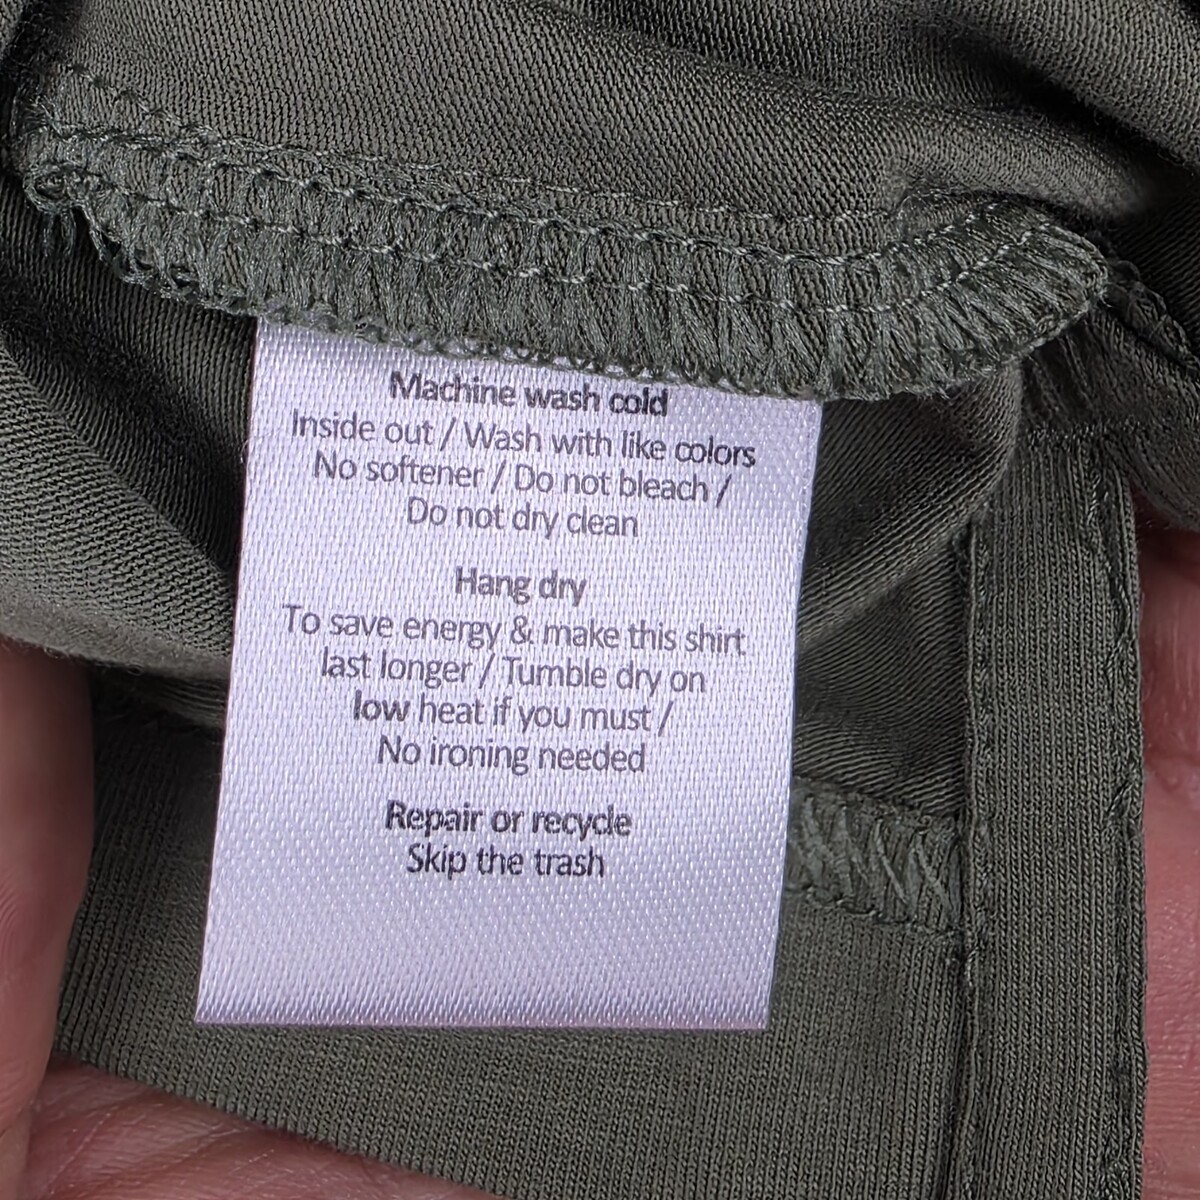 Machine wash cold
Inside out / Wash with like colors
No softener / Do not bleach /
Do not dry clean
Hang dry
To save energy & make this shirt
last longer / Tumble dry on
low heat if you must /
No ironing needed
Repair or recycle
Skip the trash